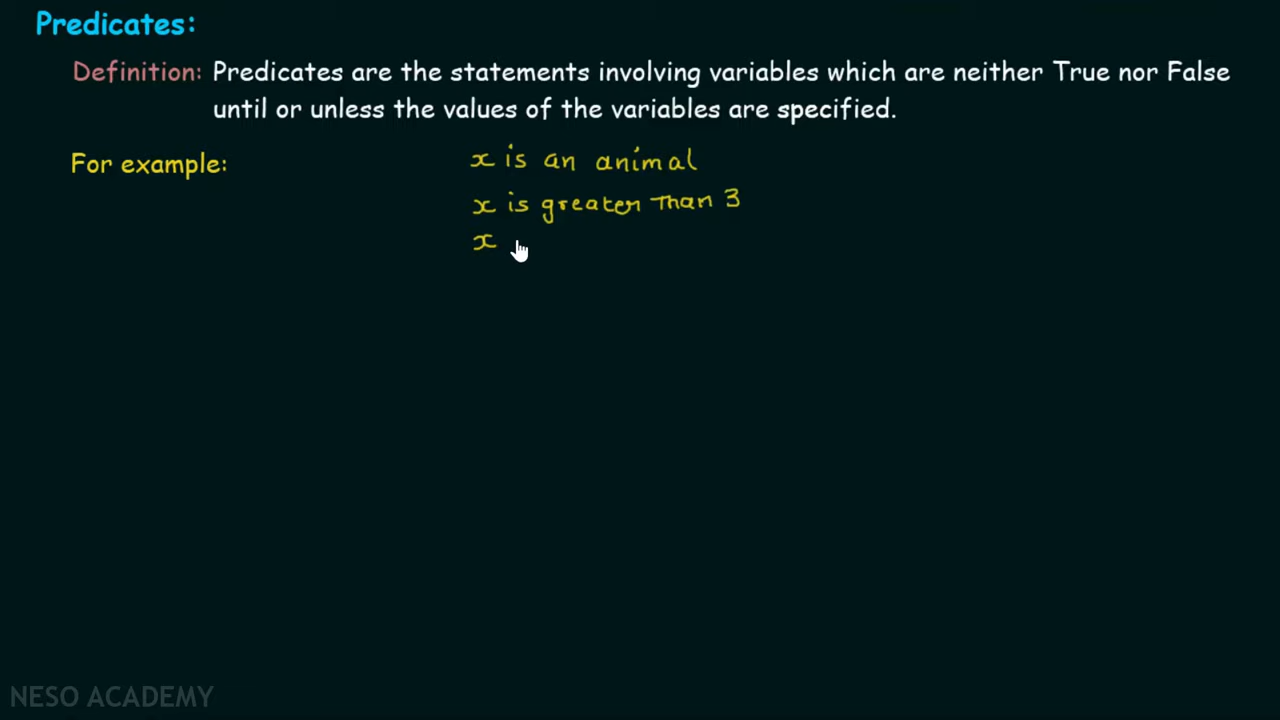 Predicates:
Definition: Predicates are the statements involving variables which are neither True nor False
until or unless the values of the variables are specified.
For example: x is an animal
x is greater than 3
x
NESO ACADEMY